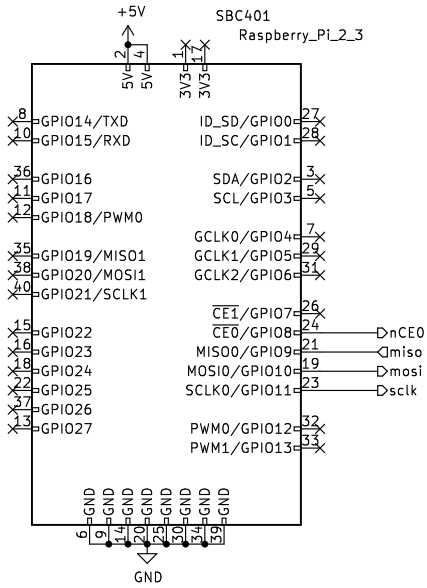 +5V
SBC401
Raspberry_Pi_2_3
2
4
1
17
5V
5V
3V3
3V3
8 GPIO14/TXD
ID_SD/GPIO0 27
10 GPIO15/RXD
ID_SC/GPIO1 28
36 GPIO16
SDA/GPIO2 3
11 GPIO17
SCL/GPIO3 5
12 GPIO18/PWM0
GCLK0/GPIO4 7
35 GPIO19/MISO1
GCLK1/GPIO5 29
38 GPIO20/MOSI1
GCLK2/GPIO6 31
40 GPIO21/SCLK1
CE1/GPIO7 26
15 GPIO22
CE0/GPIO8 24 nCE0
16 GPIO23
MISO0/GPIO9 21 miso
18 GPIO24
MOSI0/GPIO10 19 mosi
22 GPIO25
SCLK0/GPIO11 23 sclk
37 GPIO26
13 GPIO27
PWM0/GPIO12 32
PWM1/GPIO13 33
GND
GND
GND
GND
GND
GND
GND
GND
6
9
14
20
25
30
34
39
GND